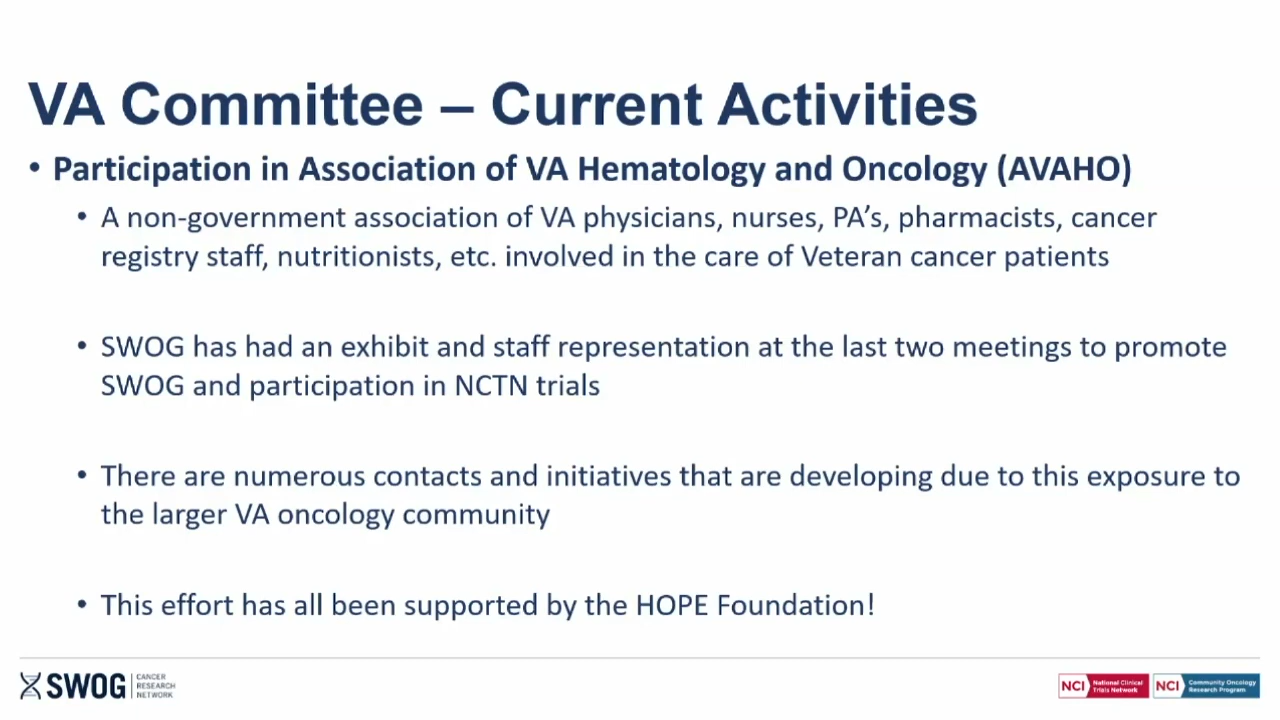 VA Committee – Current Activities
• Participation in Association of VA Hematology and Oncology (AVAHO)
• A non-government association of VA physicians, nurses, PA’s, pharmacists, cancer
registry staff, nutritionists, etc. involved in the care of Veteran cancer patients
• SWOG has had an exhibit and staff representation at the last two meetings to promote
SWOG and participation in NCTN trials
• There are numerous contacts and initiatives that are developing due to this exposure to
the larger VA oncology community
• This effort has all been supported by the HOPE Foundation!
SWOG
CANCER
RESEARCH
NETWORK
NCI
National Clinical
Trials Network
NCI
Community Oncology
Research Program